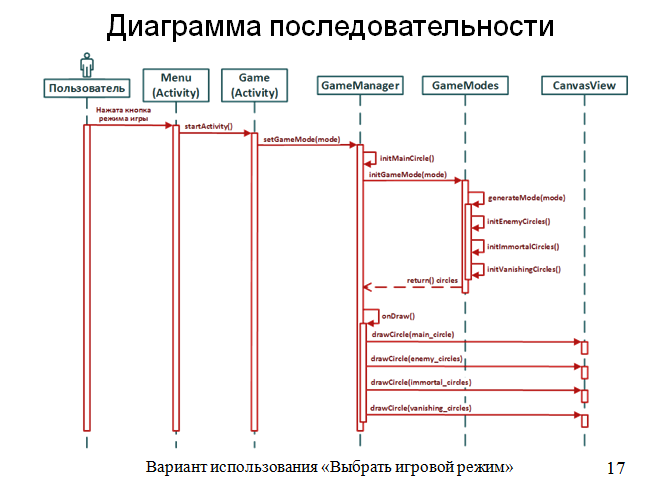 Диаграмма последовательности
Пользователь
Menu
(Activity)
Game
(Activity)
GameManager
GameModes
CanvasView
Нажата кнопка
режима игры
startActivity()
setGameMode(mode)
initMainCircle()
initGameMode(mode)
generateMode(mode)
initEnemyCircles()
initImmortalCircles()
initVanishingCircles()
return() circles
onDraw()
drawCircle(main_circle)
drawCircle(enemy_circles)
drawCircle(immortal_circles)
drawCircle(vanishing_circles)
Вариант использования «Выбрать игровой режим»
17